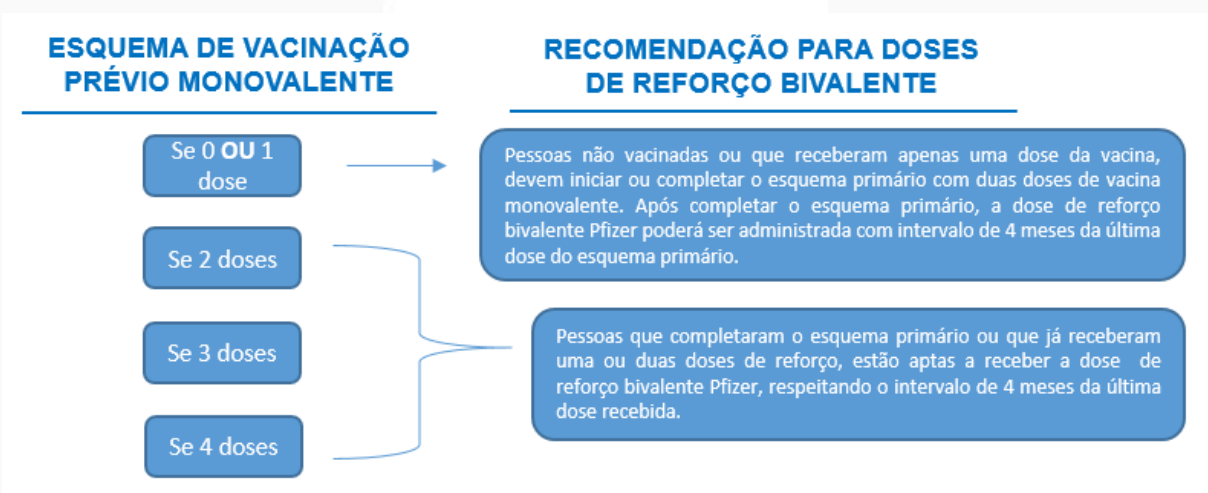 ESQUEMA DE VACINAÇÃO
PRÉVIO MONOVALENTE
RECOMENDAÇÃO PARA DOSES
DE REFORÇO BIVALENTE
Se 0 OU 1
dose
Pessoas não vacinadas ou que receberam apenas uma dose da vacina,
devem iniciar ou completar o esquema primário com duas doses de vacina
monovalente. Após completar o esquema primário, a dose de reforço
bivalente Pfizer poderá ser administrada com intervalo de 4 meses da última
dose do esquema primário.
Se 2 doses
Se 3 doses
Se 4 doses
Pessoas que completaram o esquema primário ou que já receberam
uma ou duas doses de reforço, estão aptas a receber a dose de
reforço bivalente Pfizer, respeitando o intervalo de 4 meses da última
dose recebida.